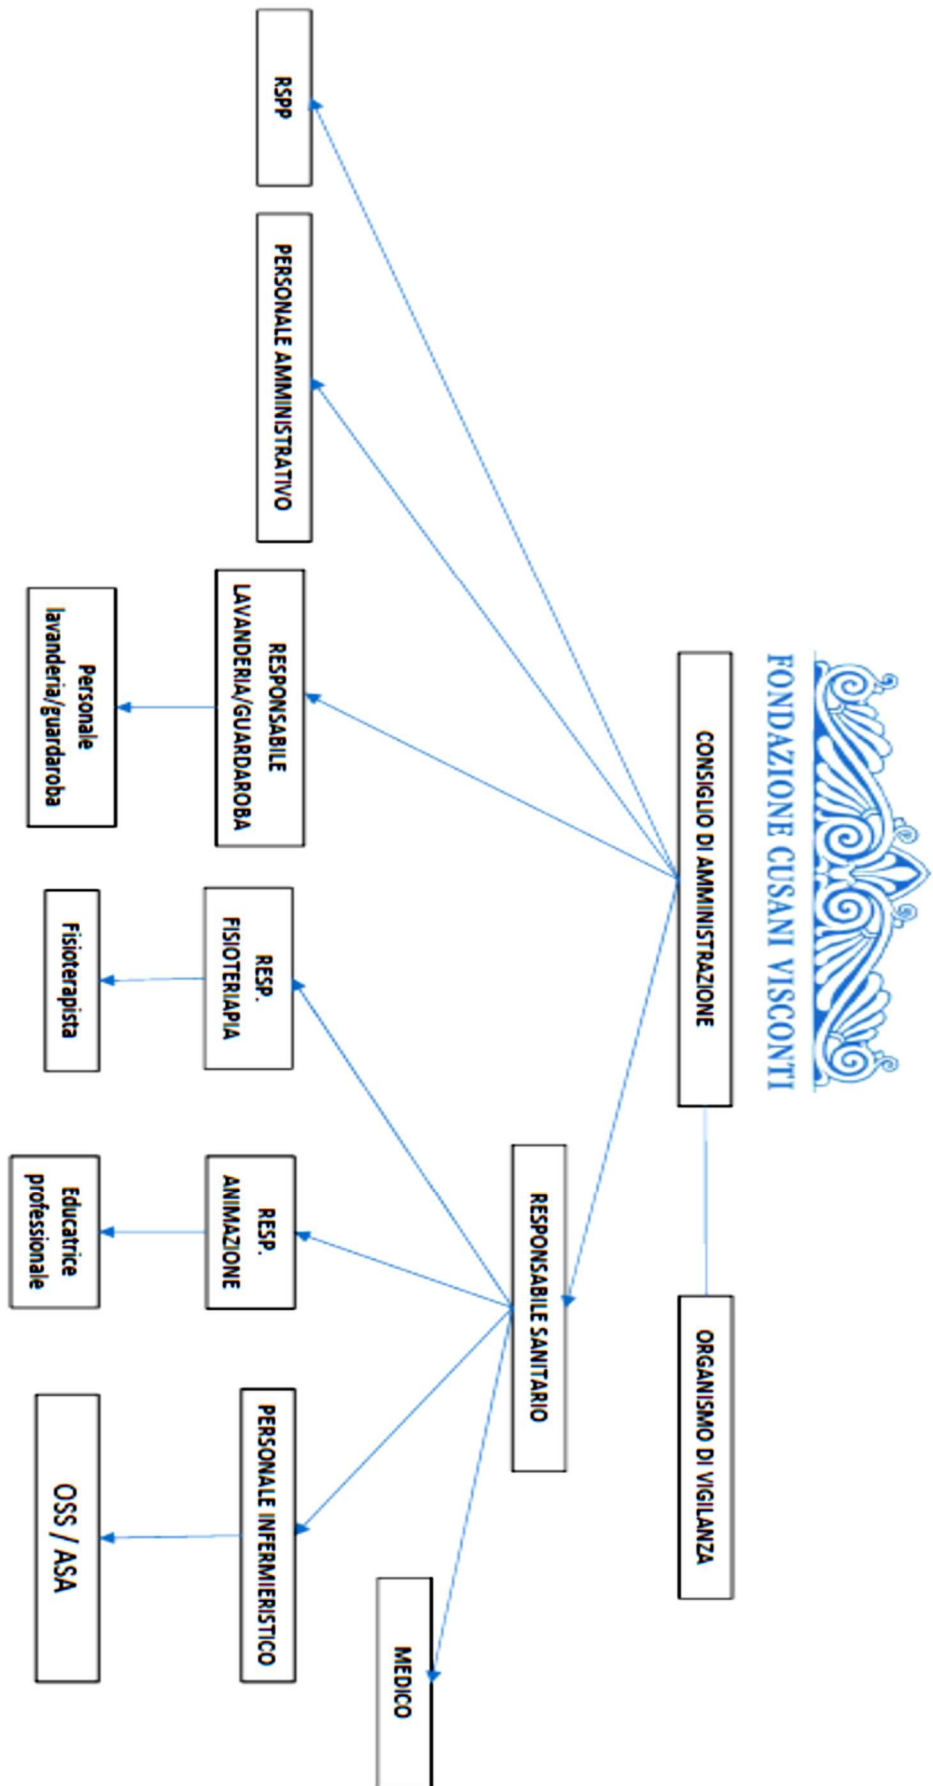 FONDAZIONE CUSANI VISCONTI
CONSIGLIO DI AMMINISTRAZIONE
ORGANISMO DI VIGILANZA
RESPONSABILE SANITARIO
MEDICO
RSPP
PERSONALE AMMINISTRATIVO
RESPONSABILE
LAVANDERIA/GUARDAROBA
RESP.
FISIOTERIAPIA
RESP.
ANIMAZIONE
PERSONALE INFERMIERISTICO
Personale
lavanderia/guardaroba
Fisioterapista
Educatrice
professionale
OSS / ASA